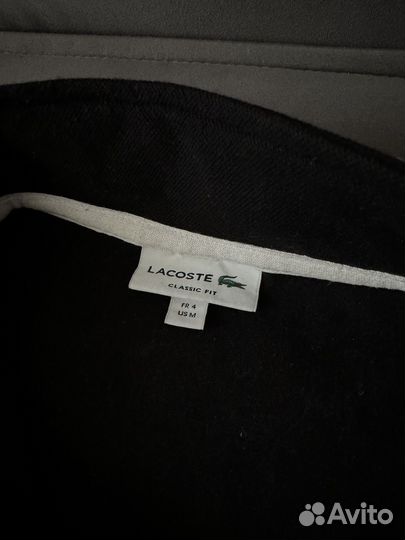 LACOSTE
CLASSIC FIT
FR 4
US M
Avito